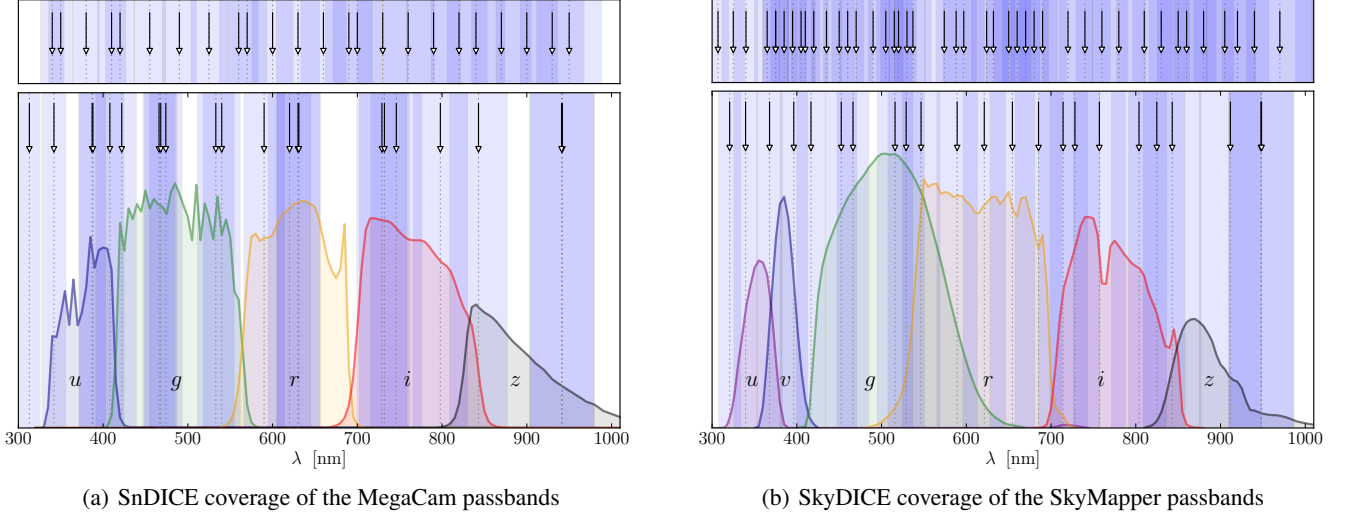 u g r i z
300 400 500 600 700 800 900 1000
λ [nm]
(a) SnDICE coverage of the MegaCam passbands
u v g r i z
300 400 500 600 700 800 900 1000
λ [nm]
(b) SkyDICE coverage of the SkyMapper passbands